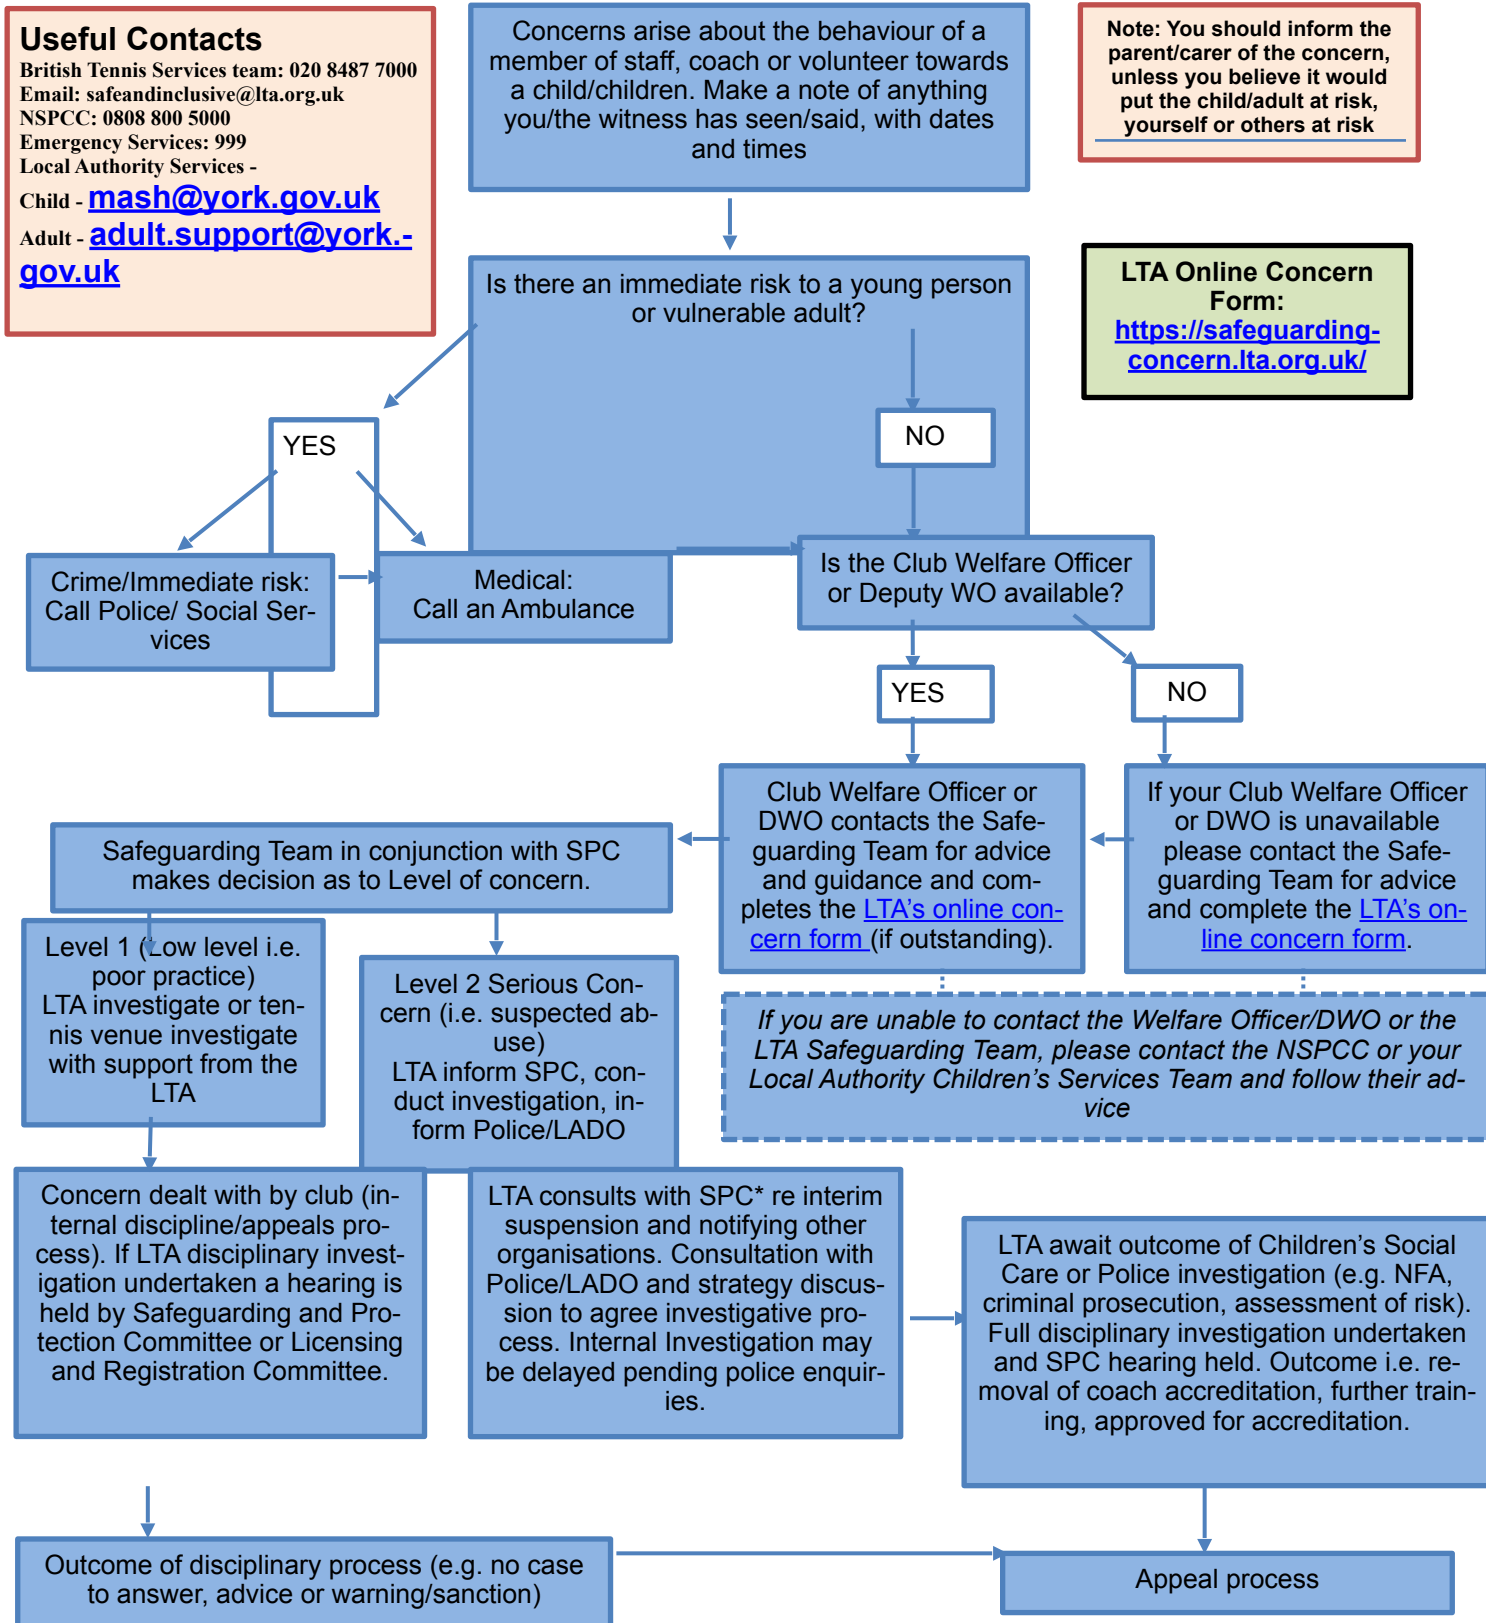 Useful Contacts
British Tennis Services team: 020 8487 7000
Email: safeandinclusive@lta.org.uk
NSPCC: 0808 800 5000
Emergency Services: 999
Local Authority Services -
Child - mash@york.gov.uk
Adult - adult.support@york.-
gov.uk
Concerns arise about the behaviour of a
member of staff, coach or volunteer towards
a child/children. Make a note of anything
you/the witness has seen/said, with dates
and times
Note: You should inform the
parent/carer of the concern,
unless you believe it would
put the child/adult at risk,
yourself or others at risk
Is there an immediate risk to a young person
or vulnerable adult?
LTA Online Concern
Form:
https://safeguarding-
concern.lta.org.uk/
YES
NO
Crime/Immediate risk:
Call Police/ Social Ser-
vices
Medical:
Call an Ambulance
Is the Club Welfare Officer
or Deputy WO available?
YES
NO
Club Welfare Officer or
DWO contacts the Safe-
guarding Team for advice
and guidance and com-
pletes the LTA's online con-
cern form (if outstanding).
If your Club Welfare Officer
or DWO is unavailable
please contact the Safe-
guarding Team for advice
and complete the LTA's on-
line concern form.
Safeguarding Team in conjunction with SPC
makes decision as to Level of concern.
Level 1 (Low level i.e.
poor practice)
LTA investigate or ten-
nis venue investigate
with support from the
LTA
Level 2 Serious Con-
cern (i.e. suspected ab-
use)
LTA inform SPC, con-
duct investigation, in-
form Police/LADO
If you are unable to contact the Welfare Officer/DWO or the
LTA Safeguarding Team, please contact the NSPCC or your
Local Authority Children's Services Team and follow their ad-
vice
Concern dealt with by club (in-
ternal discipline/appeals pro-
cess). If LTA disciplinary invest-
igation undertaken a hearing is
held by Safeguarding and Pro-
tection Committee or Licensing
and Registration Committee.
LTA consults with SPC* re interim
suspension and notifying other
organisations. Consultation with
Police/LADO and strategy discus-
sion to agree investigative pro-
cess. Internal Investigation may
be delayed pending police enquir-
ies.
LTA await outcome of Children's Social
Care or Police investigation (e.g. NFA,
criminal prosecution, assessment of risk).
Full disciplinary investigation undertaken
and SPC hearing held. Outcome i.e. re-
moval of coach accreditation, further train-
ing, approved for accreditation.
Outcome of disciplinary process (e.g. no case
to answer, advice or warning/sanction)
Appeal process